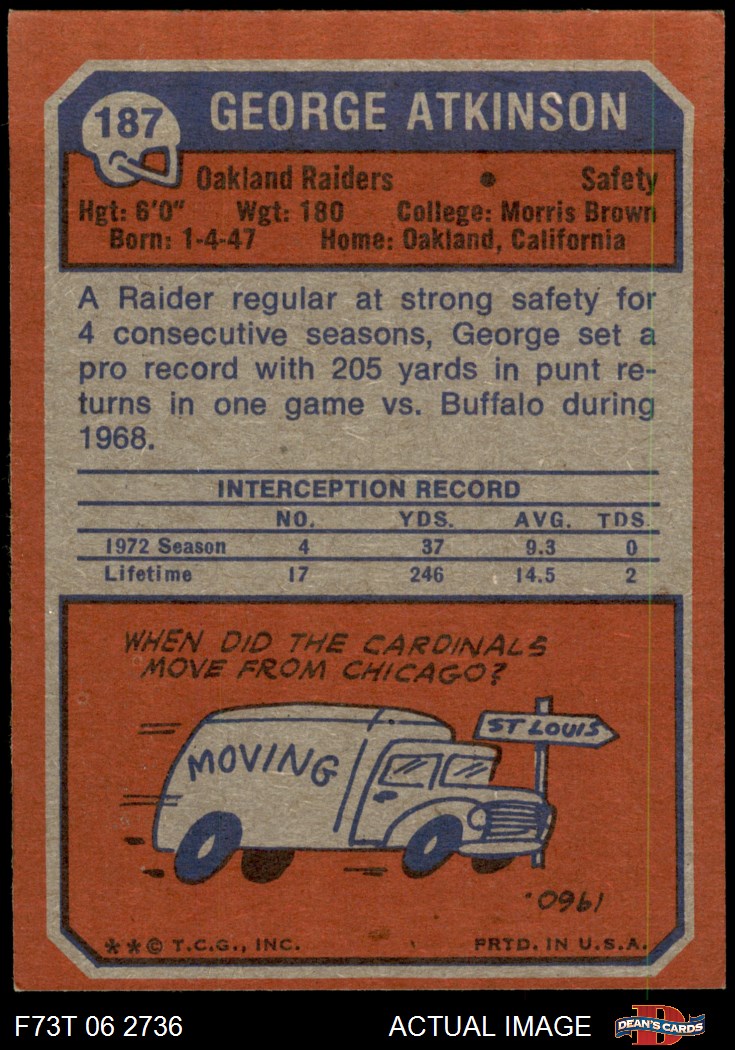 187
GEORGE ATKINSON
Oakland Raiders • Safety
Hgt: 6'0" Wgt: 180 College: Morris Brown
Born: 1-4-47 Home: Oakland, California
A Raider regular at strong safety for
4 consecutive seasons, George set a
pro record with 205 yards in punt re-
turns in one game vs. Buffalo during
1968.
INTERCEPTION RECORD
NO. YDS. AVG. TDS.
1972 Season 4 37 9.3 0
Lifetime 17 246 14.5 2
WHEN DID THE CARDINALS
MOVE FROM CHICAGO?
ST LOUIS
MOVING
1960.
**© T.C.G., INC. PRTD. IN U.S.A.
F73T 06 2736 ACTUAL IMAGE
D
DEAN'S CARDS